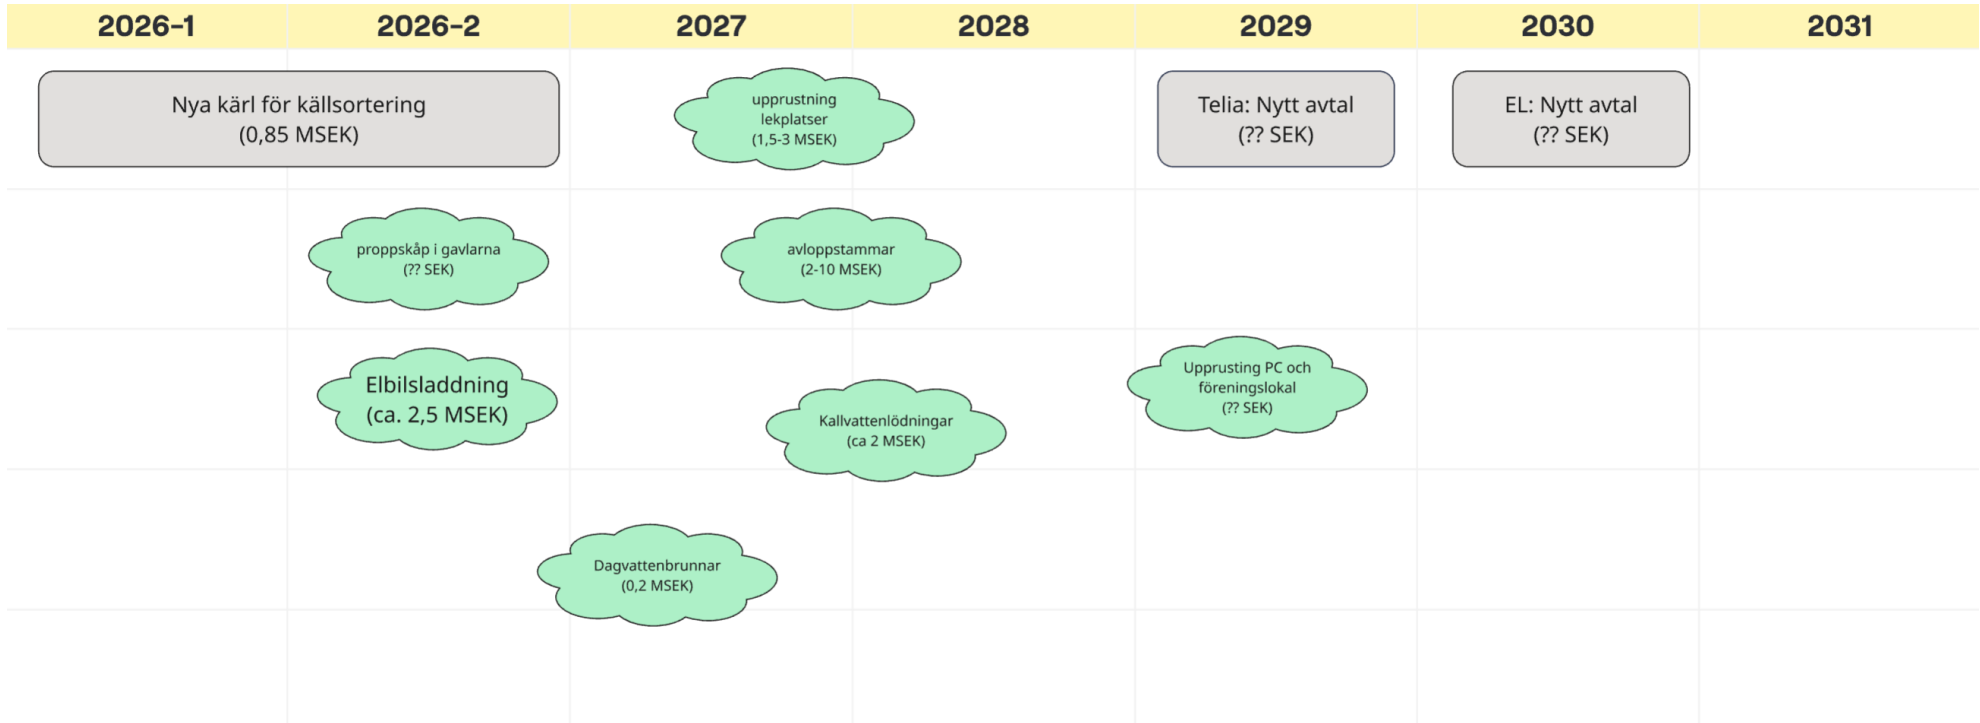 2026-1
2026-2
2027
2028
2029
2030
2031
Nya kärl för källsortering
(0,85 MSEK)
upprustning
lekplatser
(1,5-3 MSEK)
Telia: Nytt avtal
(?? SEK)
EL: Nytt avtal
(?? SEK)
proppskåp i gavlarna
(?? SEK)
avloppstammar
(2-10 MSEK)
Elbilsladdning
(ca. 2,5 MSEK)
Kallvattenlödningar
(ca 2 MSEK)
Upprusting PC och
föreningslokal
(?? SEK)
Dagvattenbrunnar
(0,2 MSEK)